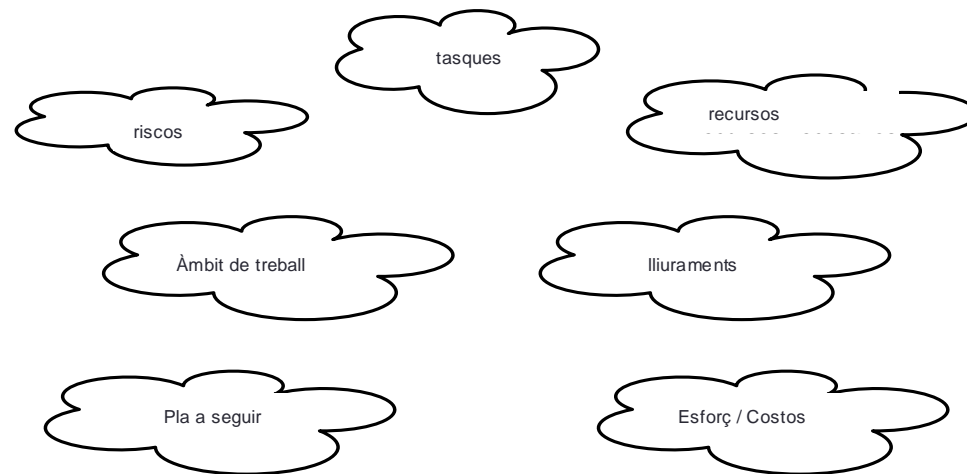 tasques
riscos
recursos
Àmbit de treball
lliuraments
Pla a seguir
Esforç / Costos